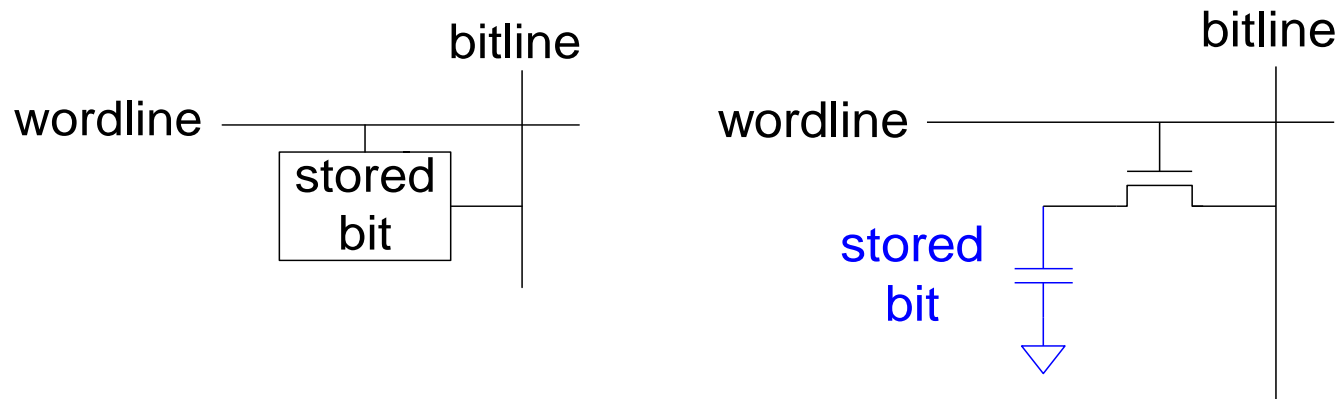 bitline
wordline
stored
bit
bitline
wordline
stored
bit